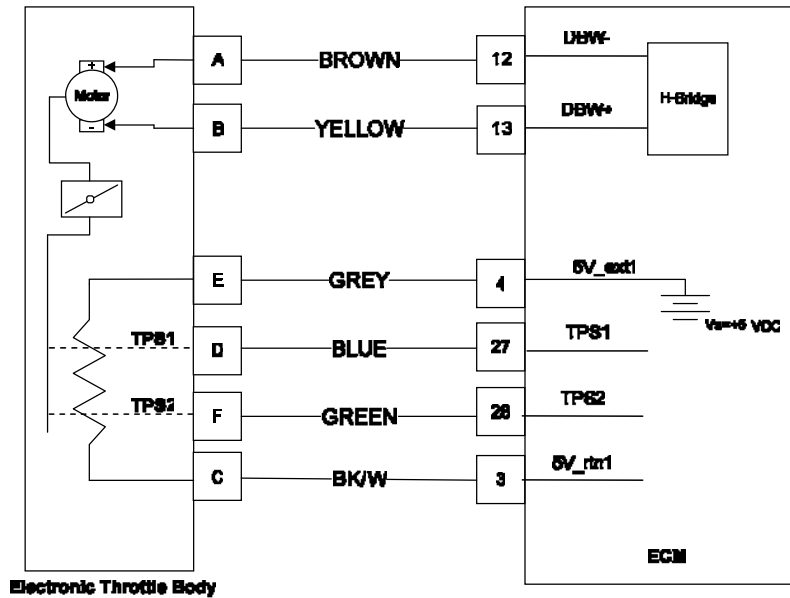 A BROWN 12 DBW-
+
Motor
-
H-Bridge
B YELLOW 13 DBW+
E GREY 4 5V_ext1
Vs=+5 VDC
TPS1 D BLUE 27 TPS1
TPS2 F GREEN 28 TPS2
C BK/W 3 5V_rtn1
ECM
Electronic Throttle Body